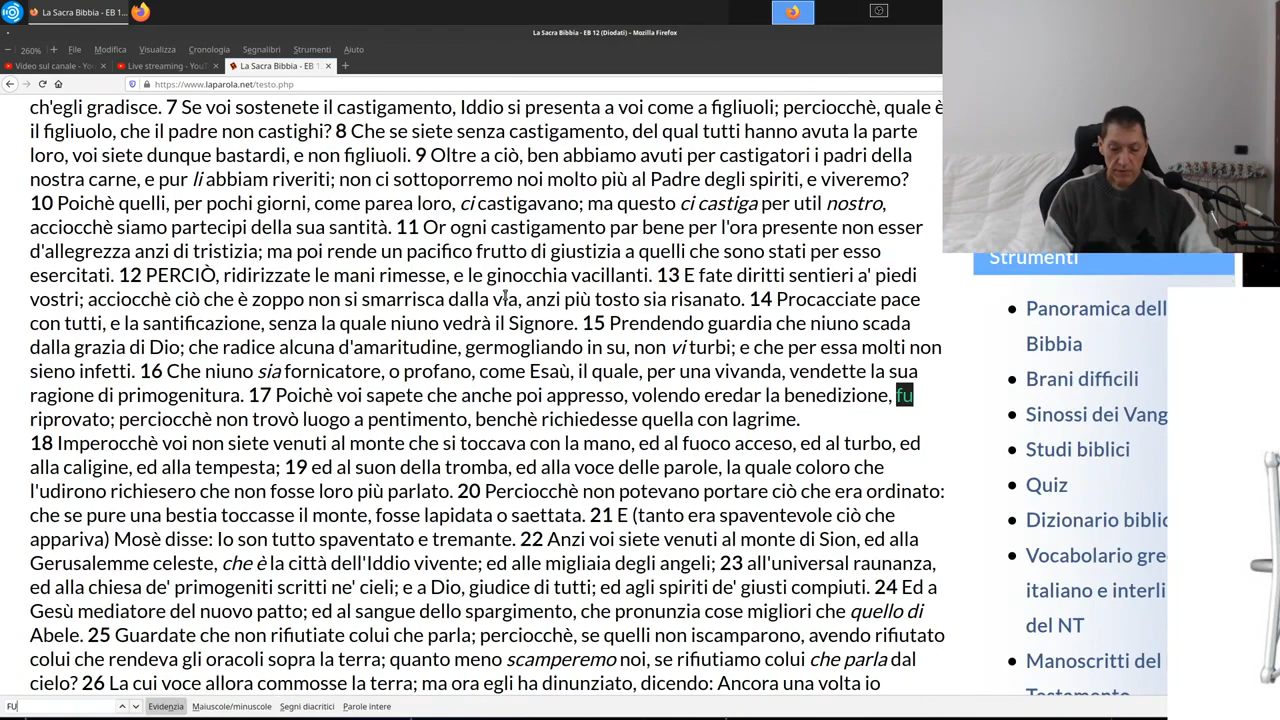 La Sacra Bibbia - EB 1…
La Sacra Bibbia - EB 12 (Diodati) – Mozilla Firefox
260% File Modifica Visualizza Cronologia Segnalibri Strumenti Aiuto
Video sul canale - You La Sacra Bibbia - EB 1
Live streaming - YouT
https://www.laparola.net/testo.php
ch'egli gradisce. 7 Se voi sostenete il castigamento, Iddio si presenta a voi come a figliuoli; perciocchè, quale è
il figliuolo, che il padre non castighi? 8 Che se siete senza castigamento, del qual tutti hanno avuta la parte
loro, voi siete dunque bastardi, e non figliuoli. 9 Oltre a ciò, ben abbiamo avuti per castigatori i padri della
nostra carne, e pur li abbiam riveriti; non ci sottoporremo noi molto più al Padre degli spiriti, e viveremo?
10 Poichè quelli, per pochi giorni, come parea loro, ci castigavano; ma questo ci castiga per util nostro,
acciocchè siamo partecipi della sua santità. 11 Or ogni castigamento par bene per l'ora presente non esser
d'allegrezza anzi di tristizia; ma poi rende un pacifico frutto di giustizia a quelli che sono stati per esso
esercitati. 12 PERCIÒ, ridirizzate le mani rimesse, e le ginocchia vacillanti. 13 E fate diritti sentieri a' piedi
vostri; acciocchè ciò che è zoppo non si smarrisca dalla via, anzi più tosto sia risanato. 14 Procacciate pace
con tutti, e la santificazione, senza la quale niuno vedrà il Signore. 15 Prendendo guardia che niuno scada
dalla grazia di Dio; che radice alcuna d'amaritudine, germogliando in su, non vi turbi; e che per essa molti non
sieno infetti. 16 Che niuno sia fornicatore, o profano, come Esaù, il quale, per una vivanda, vendette la sua
ragione di primogenitura. 17 Poichè voi sapete che anche poi appresso, volendo eredar la benedizione, fu
riprovato; perciocchè non trovò luogo a pentimento, benchè richiedesse quella con lagrime.
18 Imperocchè voi non siete venuti al monte che si toccava con la mano, ed al fuoco acceso, ed al turbo, ed
alla caligine, ed alla tempesta; 19 ed al suon della tromba, ed alla voce delle parole, la quale coloro che
l'udirono richiesero che non fosse loro più parlato. 20 Perciocchè non potevano portare ciò che era ordinato:
che se pure una bestia toccasse il monte, fosse lapidata o saettata. 21 E (tanto era spaventevole ciò che
appariva) Mosè disse: Io son tutto spaventato e tremante. 22 Anzi voi siete venuti al monte di Sion, ed alla
Gerusalemme celeste, che è la città dell'Iddio vivente; ed alle migliaia degli angeli; 23 all'universal raunanza,
ed alla chiesa de' primogeniti scritti ne' cieli; e a Dio, giudice di tutti; ed agli spiriti de' giusti compiuti. 24 Ed a
Gesù mediatore del nuovo patto; ed al sangue dello spargimento, che pronunzia cose migliori che quello di
Abele. 25 Guardate che non rifiutiate colui che parla; perciocchè, se quelli non iscamparono, avendo rifiutato
colui che rendeva gli oracoli sopra la terra; quanto meno scamperemo noi, se rifiutiamo colui che parla dal
cielo? 26 La cui voce allora commosse la terra; ma ora egli ha dinunziato, dicendo: Ancora una volta io
Strumenti
Panoramica dell
Bibbia
Brani difficili
Sinossi dei Vang
Studi biblici
Quiz
Dizionario biblic
Vocabolario gre
italiano e interli
del NT
Manoscritti del
Testamento
FU Evidenzia Maiuscole/minuscole Segni diacritici Parole intere